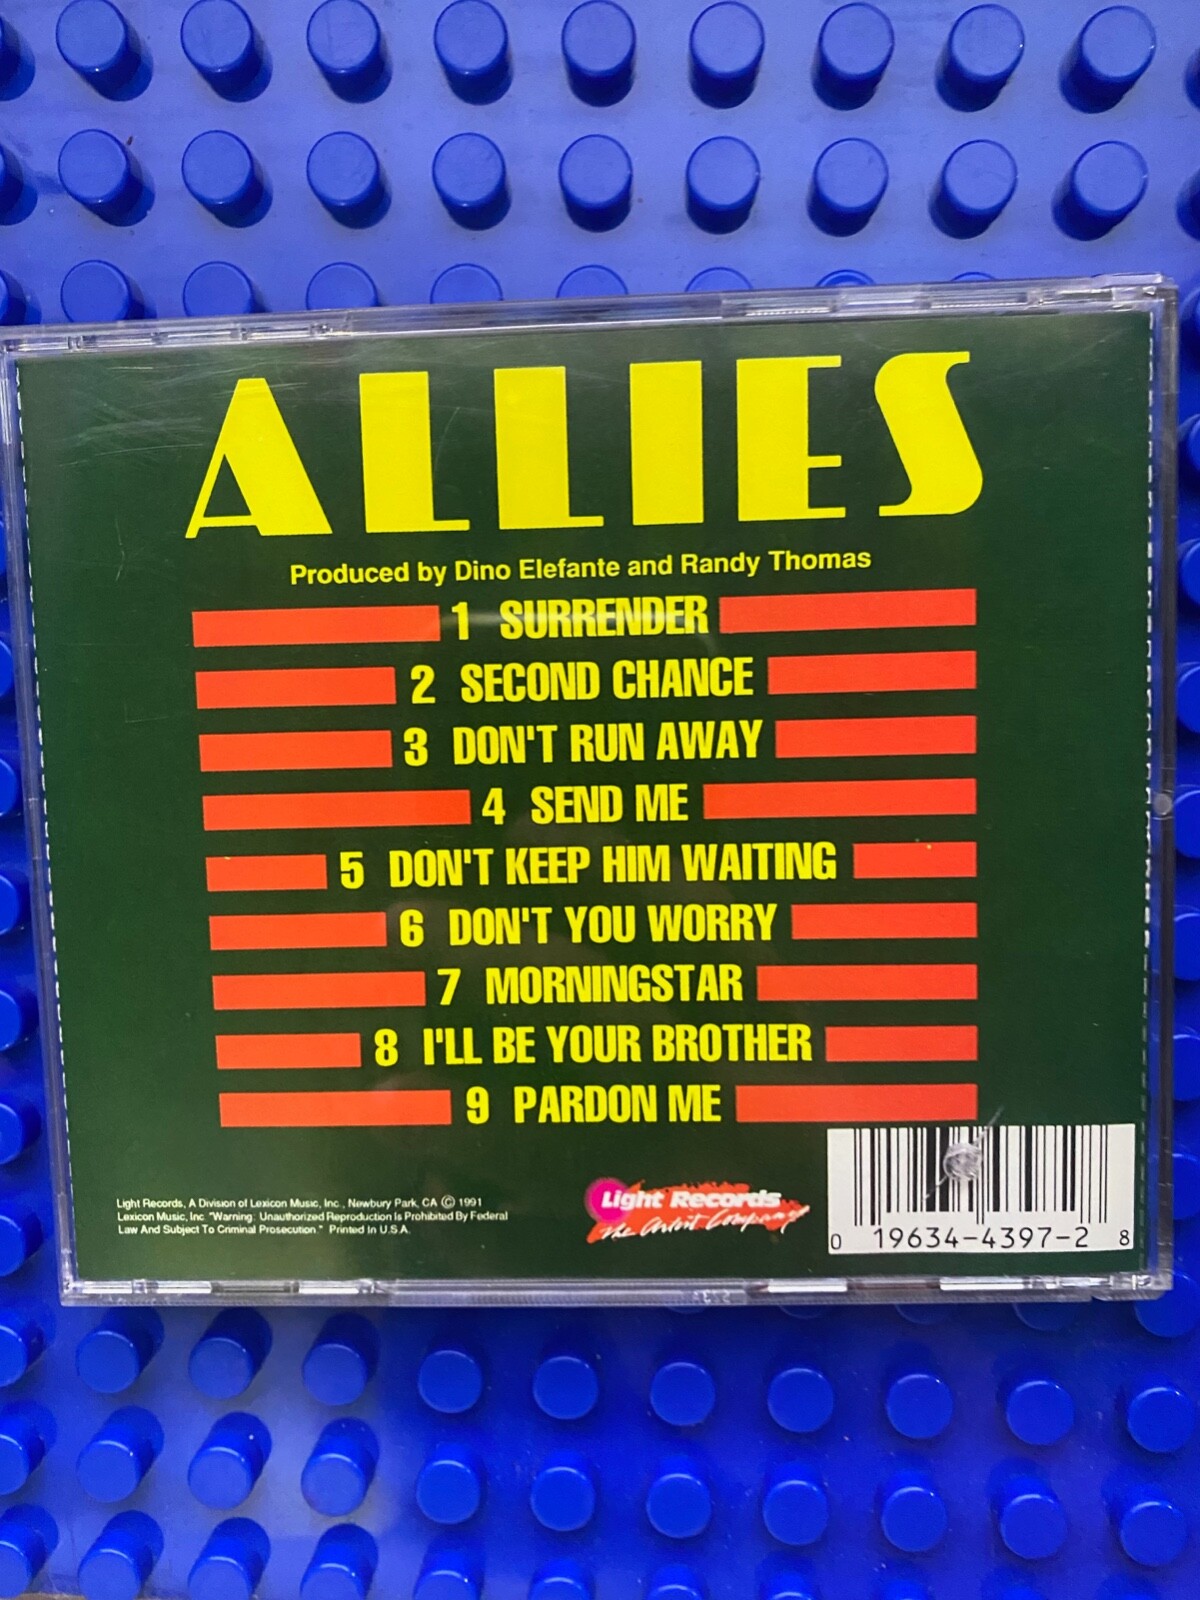 ALLIES
Produced by Dino Elefante and Randy Thomas
1 SURRENDER
2 SECOND CHANCE
3 DON'T RUN AWAY
4 SEND ME
5 DON'T KEEP HIM WAITING
6 DON'T YOU WORRY
7 MORNINGSTAR
8 I'LL BE YOUR BROTHER
9 PARDON ME
Light Records, A Division of Lexicon Music, Inc., Newbury Park, CA © 1991
Lexicon Music, Inc. "Warning: Unauthorized Reproduction Is Prohibited By Federal
Law And Subject To Criminal Prosecution." Printed In U.S.A.
Light Records
The Artist Company
0 19634-4397-2 8